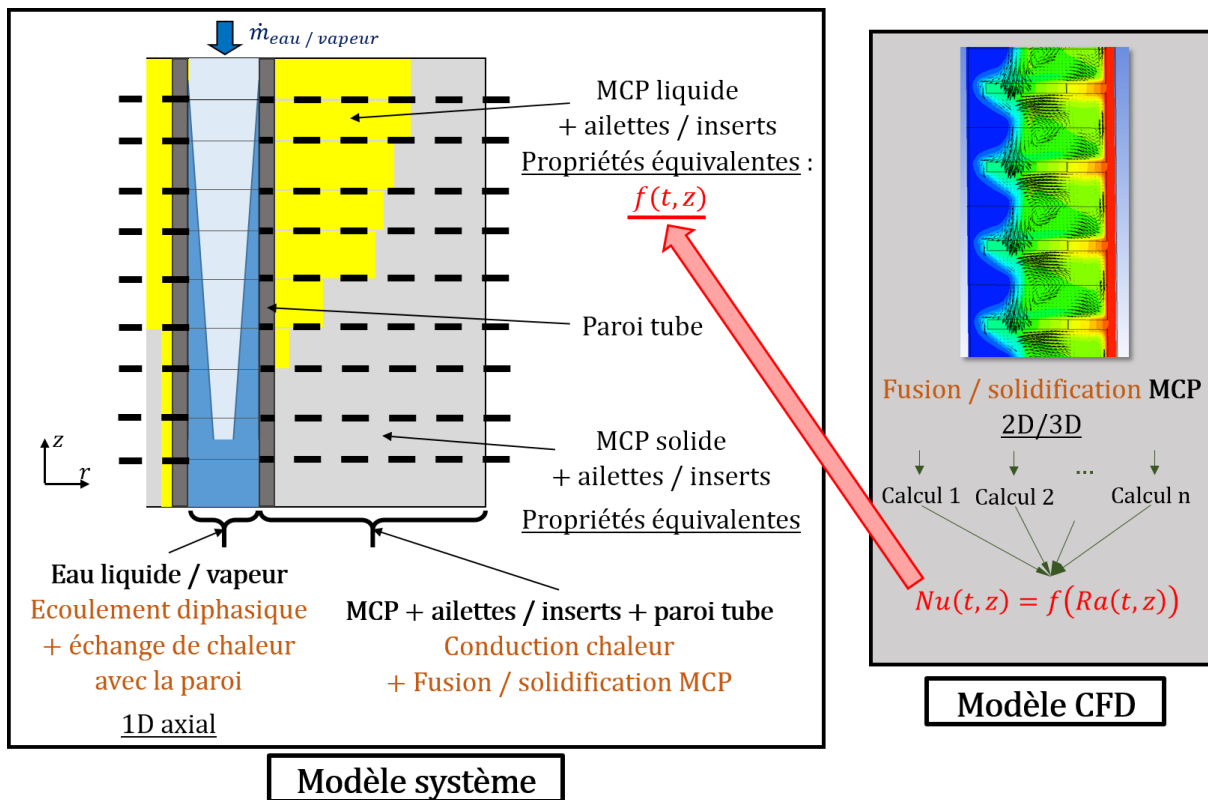 ṁ_eau / vapeur
MCP liquide
+ ailettes / inserts
Propriétés équivalentes :
f(t, z)
Paroi tube
z
r
MCP solide
+ ailettes / inserts
Propriétés équivalentes
Eau liquide / vapeur
Ecoulement diphasique
+ échange de chaleur
avec la paroi
1D axial
MCP + ailettes / inserts + paroi tube
Conduction chaleur
+ Fusion / solidification MCP
Modèle système
Fusion / solidification MCP
2D/3D
...
Calcul 1 Calcul 2 Calcul n
Nu(t, z) = f(Ra(t, z))
Modèle CFD